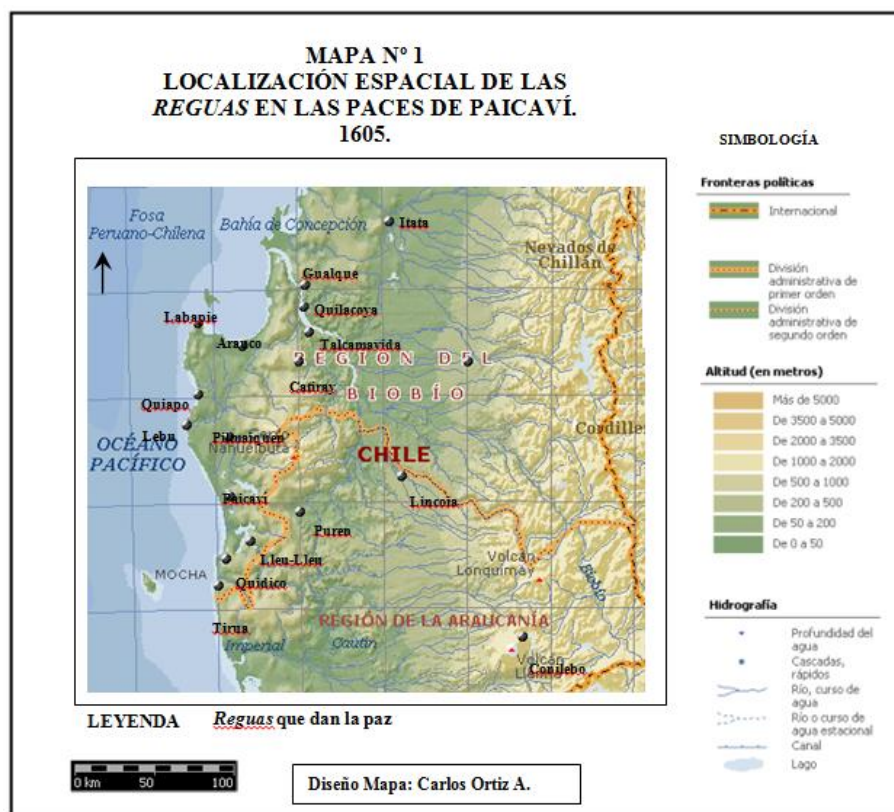 MAPA Nº 1
LOCALIZACIÓN ESPACIAL DE LAS
REGUAS EN LAS PACES DE PAICAVÍ.
1605.
SIMBOLOGÍA
Fronteras políticas
Internacional
División
administrativa de
primer orden
División
administrativa de
segundo orden
Altitud (en metros)
Más de 5000
De 3500 a 5000
De 2000 a 3500
De 1000 a 2000
De 500 a 1000
De 200 a 500
De 50 a 200
De 0 a 50
Hidrografía
Profundidad del
agua
Cascadas,
rápidos
Río, curso de
agua
Río o curso de
agua estacional
Canal
Lago
Fosa
Peruano-Chilena
Bahía de Concepción
Itata
Nevados de
Chillán
Gualque
Quilacoya
Labapie
Arauco
Talcamavida
REGIÓN DEL
BIOBÍO
Catiray
Quiapo
Lebu
OCÉANO
PACÍFICO
Nahuelbuta
Cordille
CHILE
Paicaví
Lincoia
Puren
Lleu-Lleu
Volcán
Lonquimay
Biobío
MOCHA
Quidico
Tirua
REGIÓN DE LA ARAUCANÍA
Imperial
Cautín
Volcán
Conilebo
LEYENDA Reguas que dan la paz
0 km 50 100
Diseño Mapa: Carlos Ortiz A.